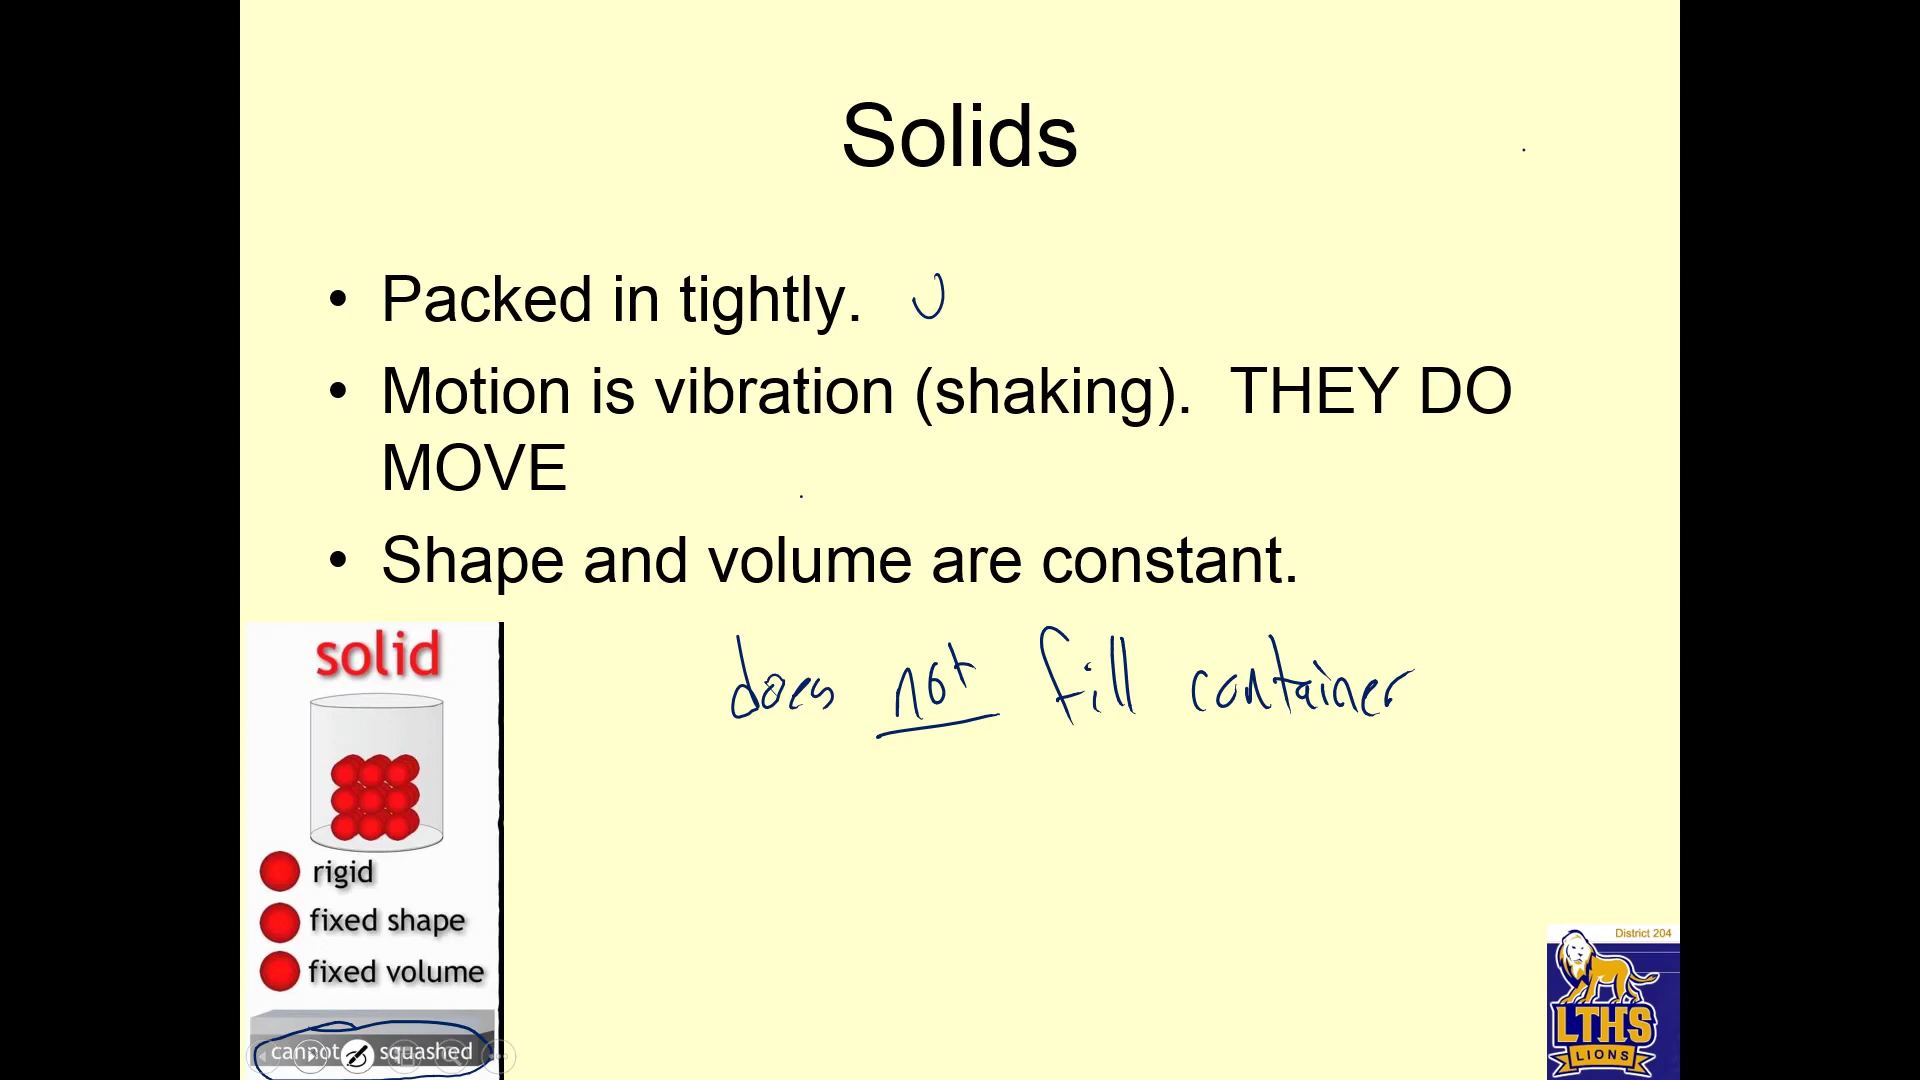 Solids
• Packed in tightly.
• Motion is vibration (shaking). THEY DO
MOVE
• Shape and volume are constant.
does not fill container
solid
rigid
fixed shape
fixed volume
cannot squashed
District 204
LTHS
LIONS